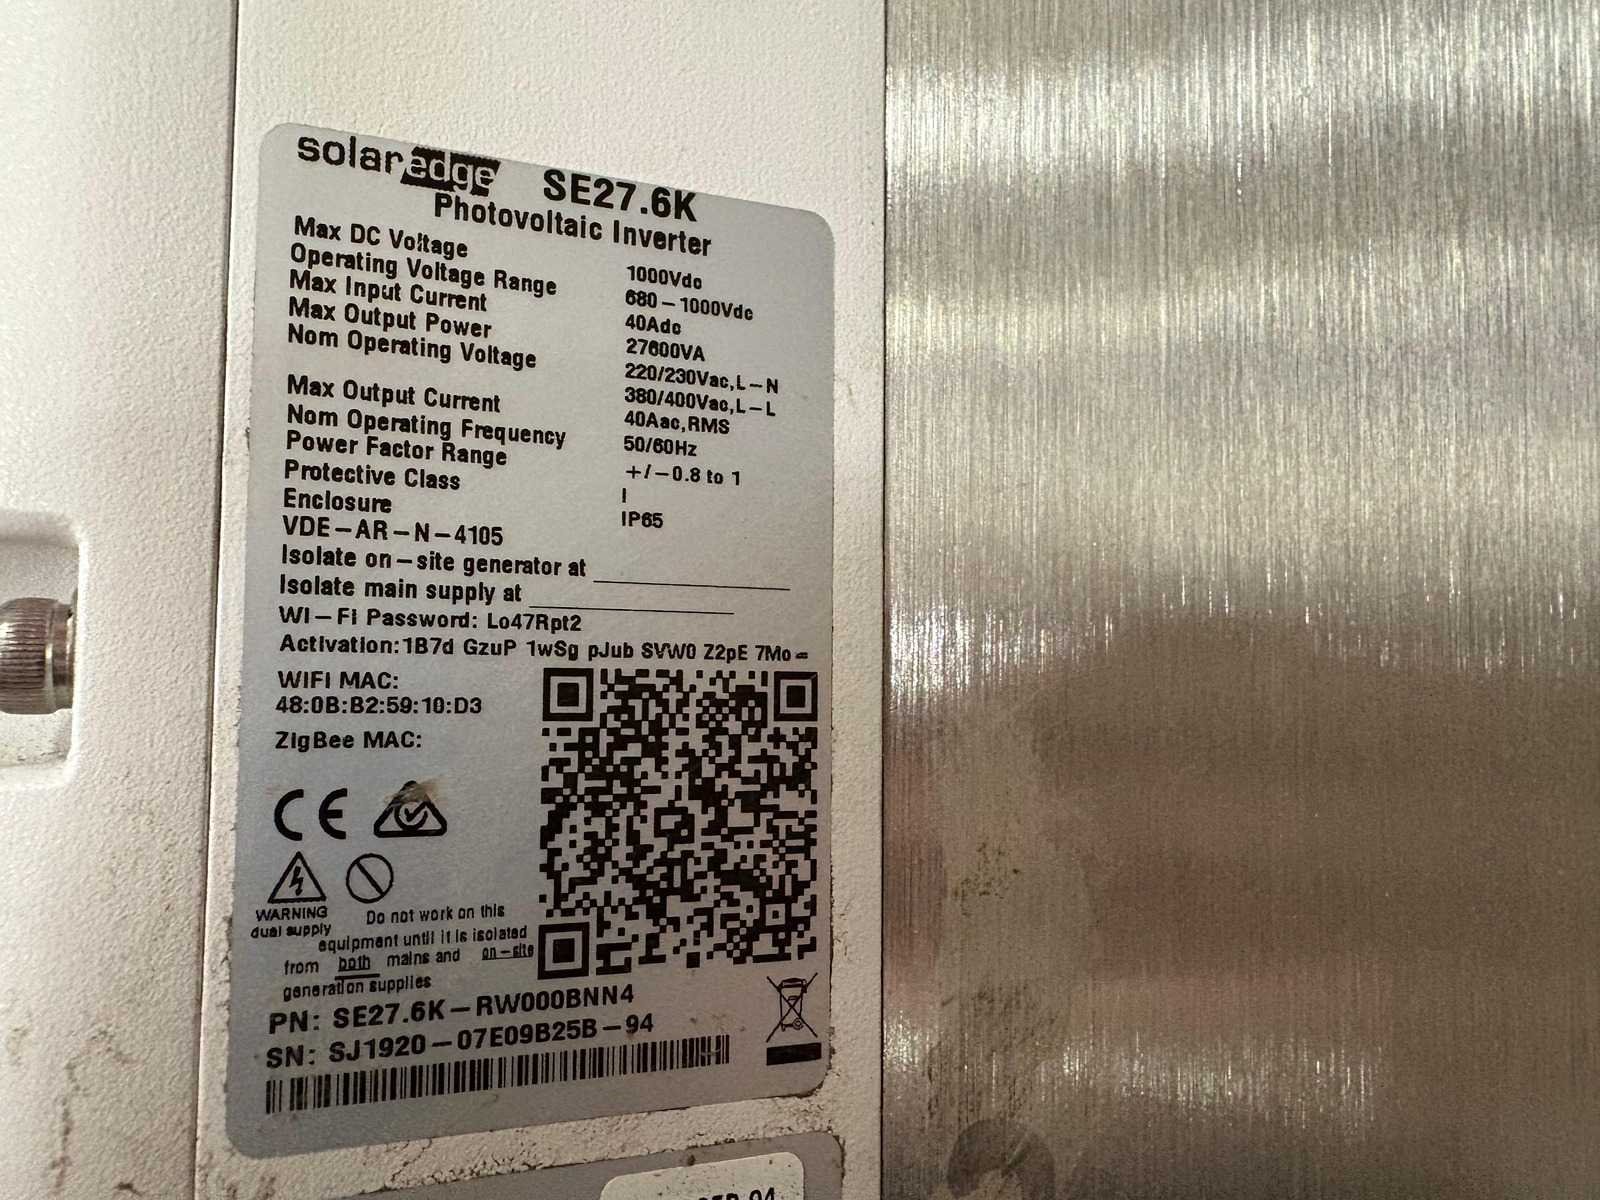 solaredge SE27.6K
Photovoltaic Inverter
Max DC Voltage 1000Vdc
Operating Voltage Range 680-1000Vdc
Max Input Current 40Adc
Max Output Power 27600VA
Nom Operating Voltage 220/230Vac,L-N
380/400Vac,L-L
Max Output Current 40Aac,RMS
Nom Operating Frequency 50/60Hz
Power Factor Range +/-0.8 to 1
Protective Class I
Enclosure IP65
VDE-AR-N-4105
Isolate on-site generator at
Isolate main supply at
Wi-Fi Password: Lo47Rpt2
Activation:1B7d GzuP 1wSg pJub SVW0 Z2pE 7Mo=
WIFI MAC:
48:0B:B2:59:10:D3
ZigBee MAC:
CE
WARNING
dual supply
Do not work on this
equipment until it is isolated
from both mains and on-site
generation supplies
PN: SE27.6K-RW000BNN4
SN: SJ1920-07E09B25B-94